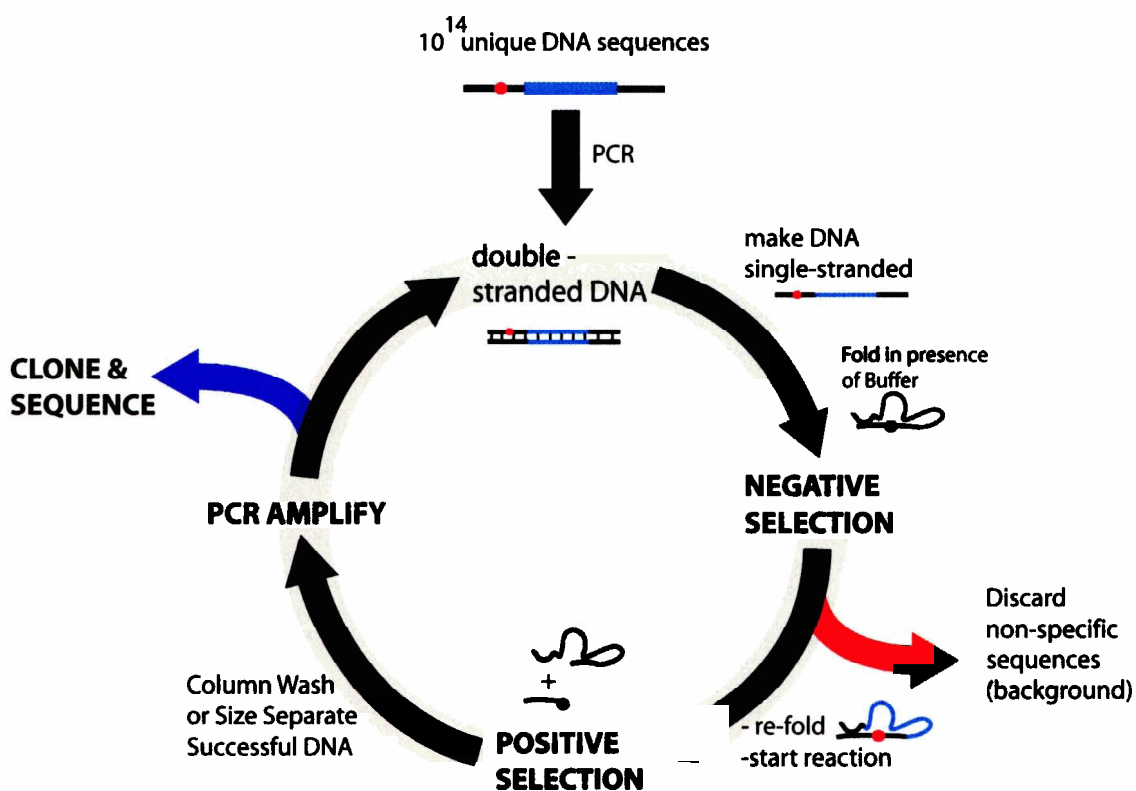 10^14 unique DNA sequences
PCR
double -
stranded DNA
make DNA
single-stranded
Fold in presence
of Buffer
NEGATIVE
SELECTION
Discard
non-specific
sequences
(background)
- re-fold
-start reaction
+
POSITIVE
SELECTION
Column Wash
or Size Separate
Successful DNA
PCR AMPLIFY
CLONE &
SEQUENCE